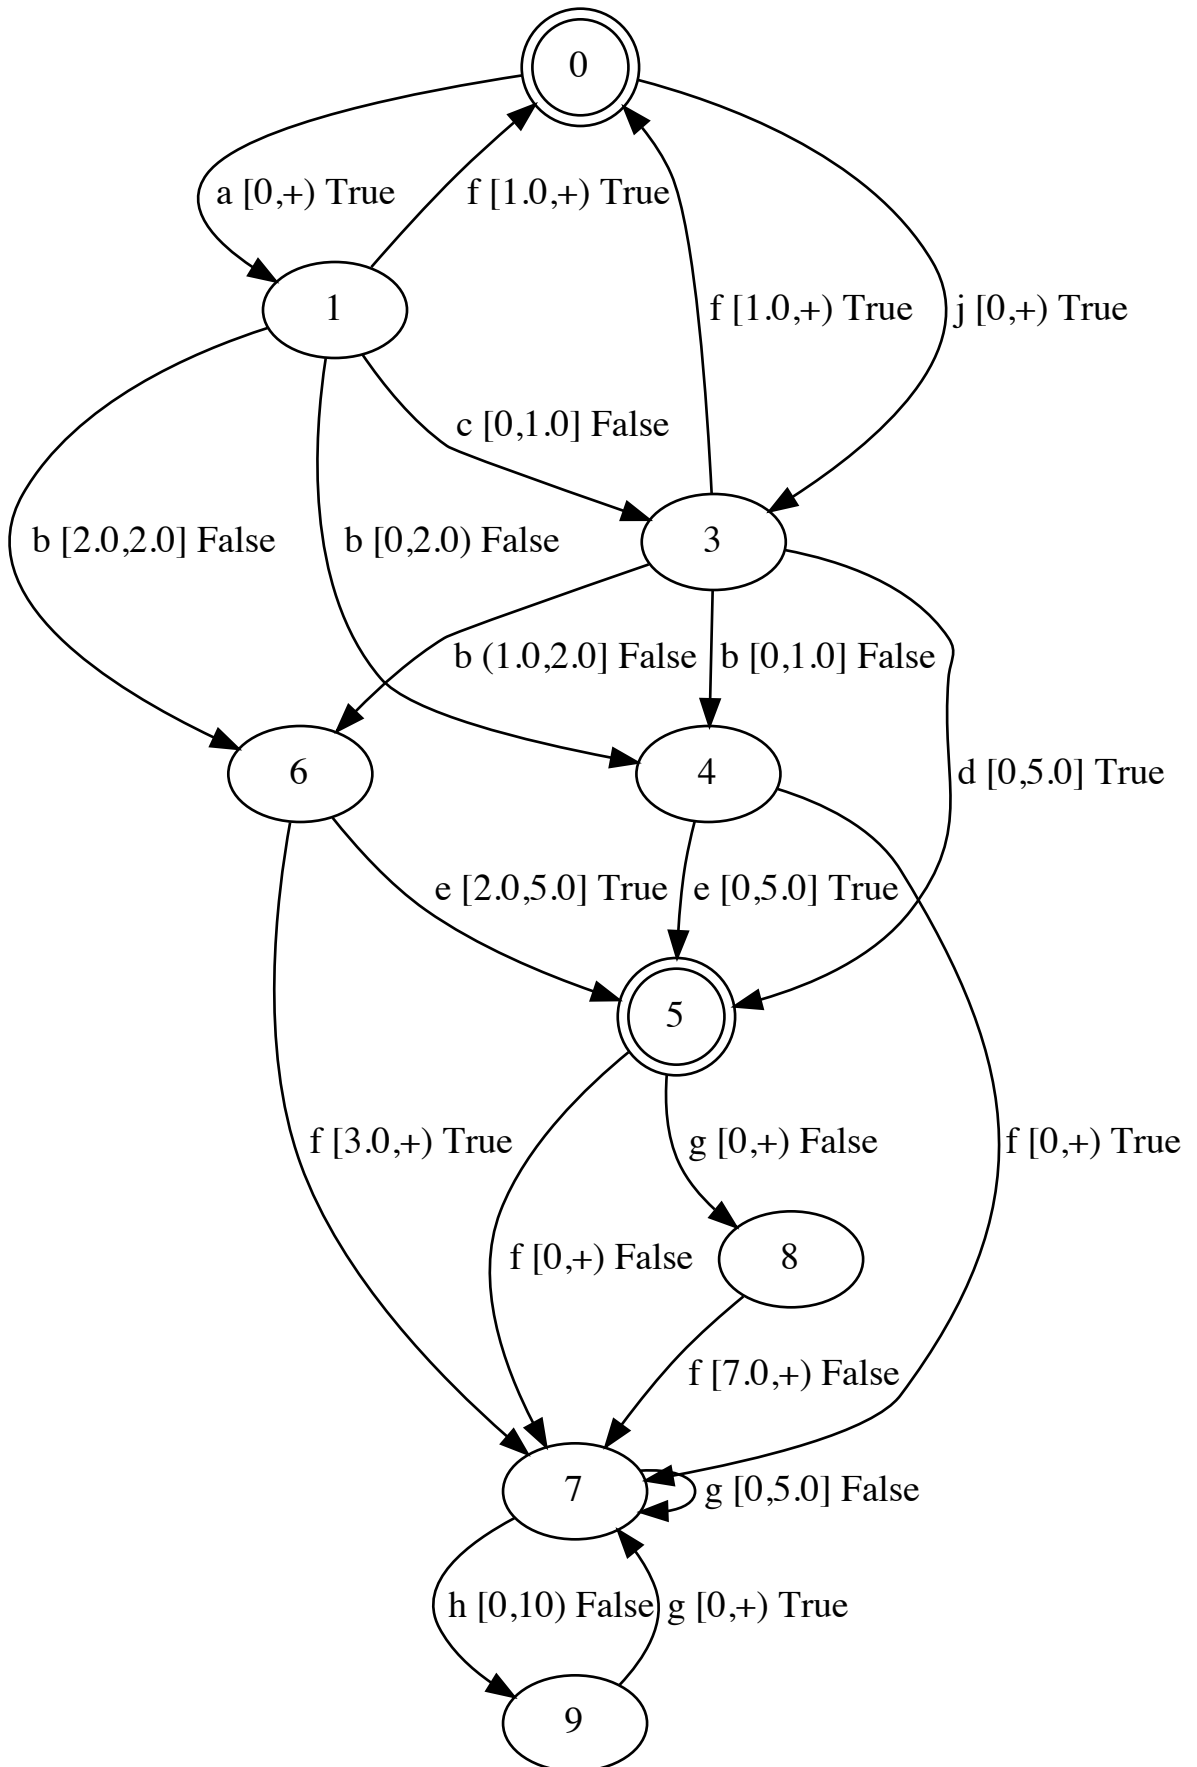 0
a [0,+) True
f [1.0,+) True
1
f [1.0,+) True
j [0,+) True
c [0,1.0] False
b [2.0,2.0] False
b [0,2.0) False
3
b (1.0,2.0] False
b [0,1.0] False
6
4
d [0,5.0] True
e [2.0,5.0] True
e [0,5.0] True
5
f [3.0,+) True
g [0,+) False
f [0,+) True
f [0,+) False
8
f [7.0,+) False
7
g [0,5.0] False
h [0,10) False
g [0,+) True
9